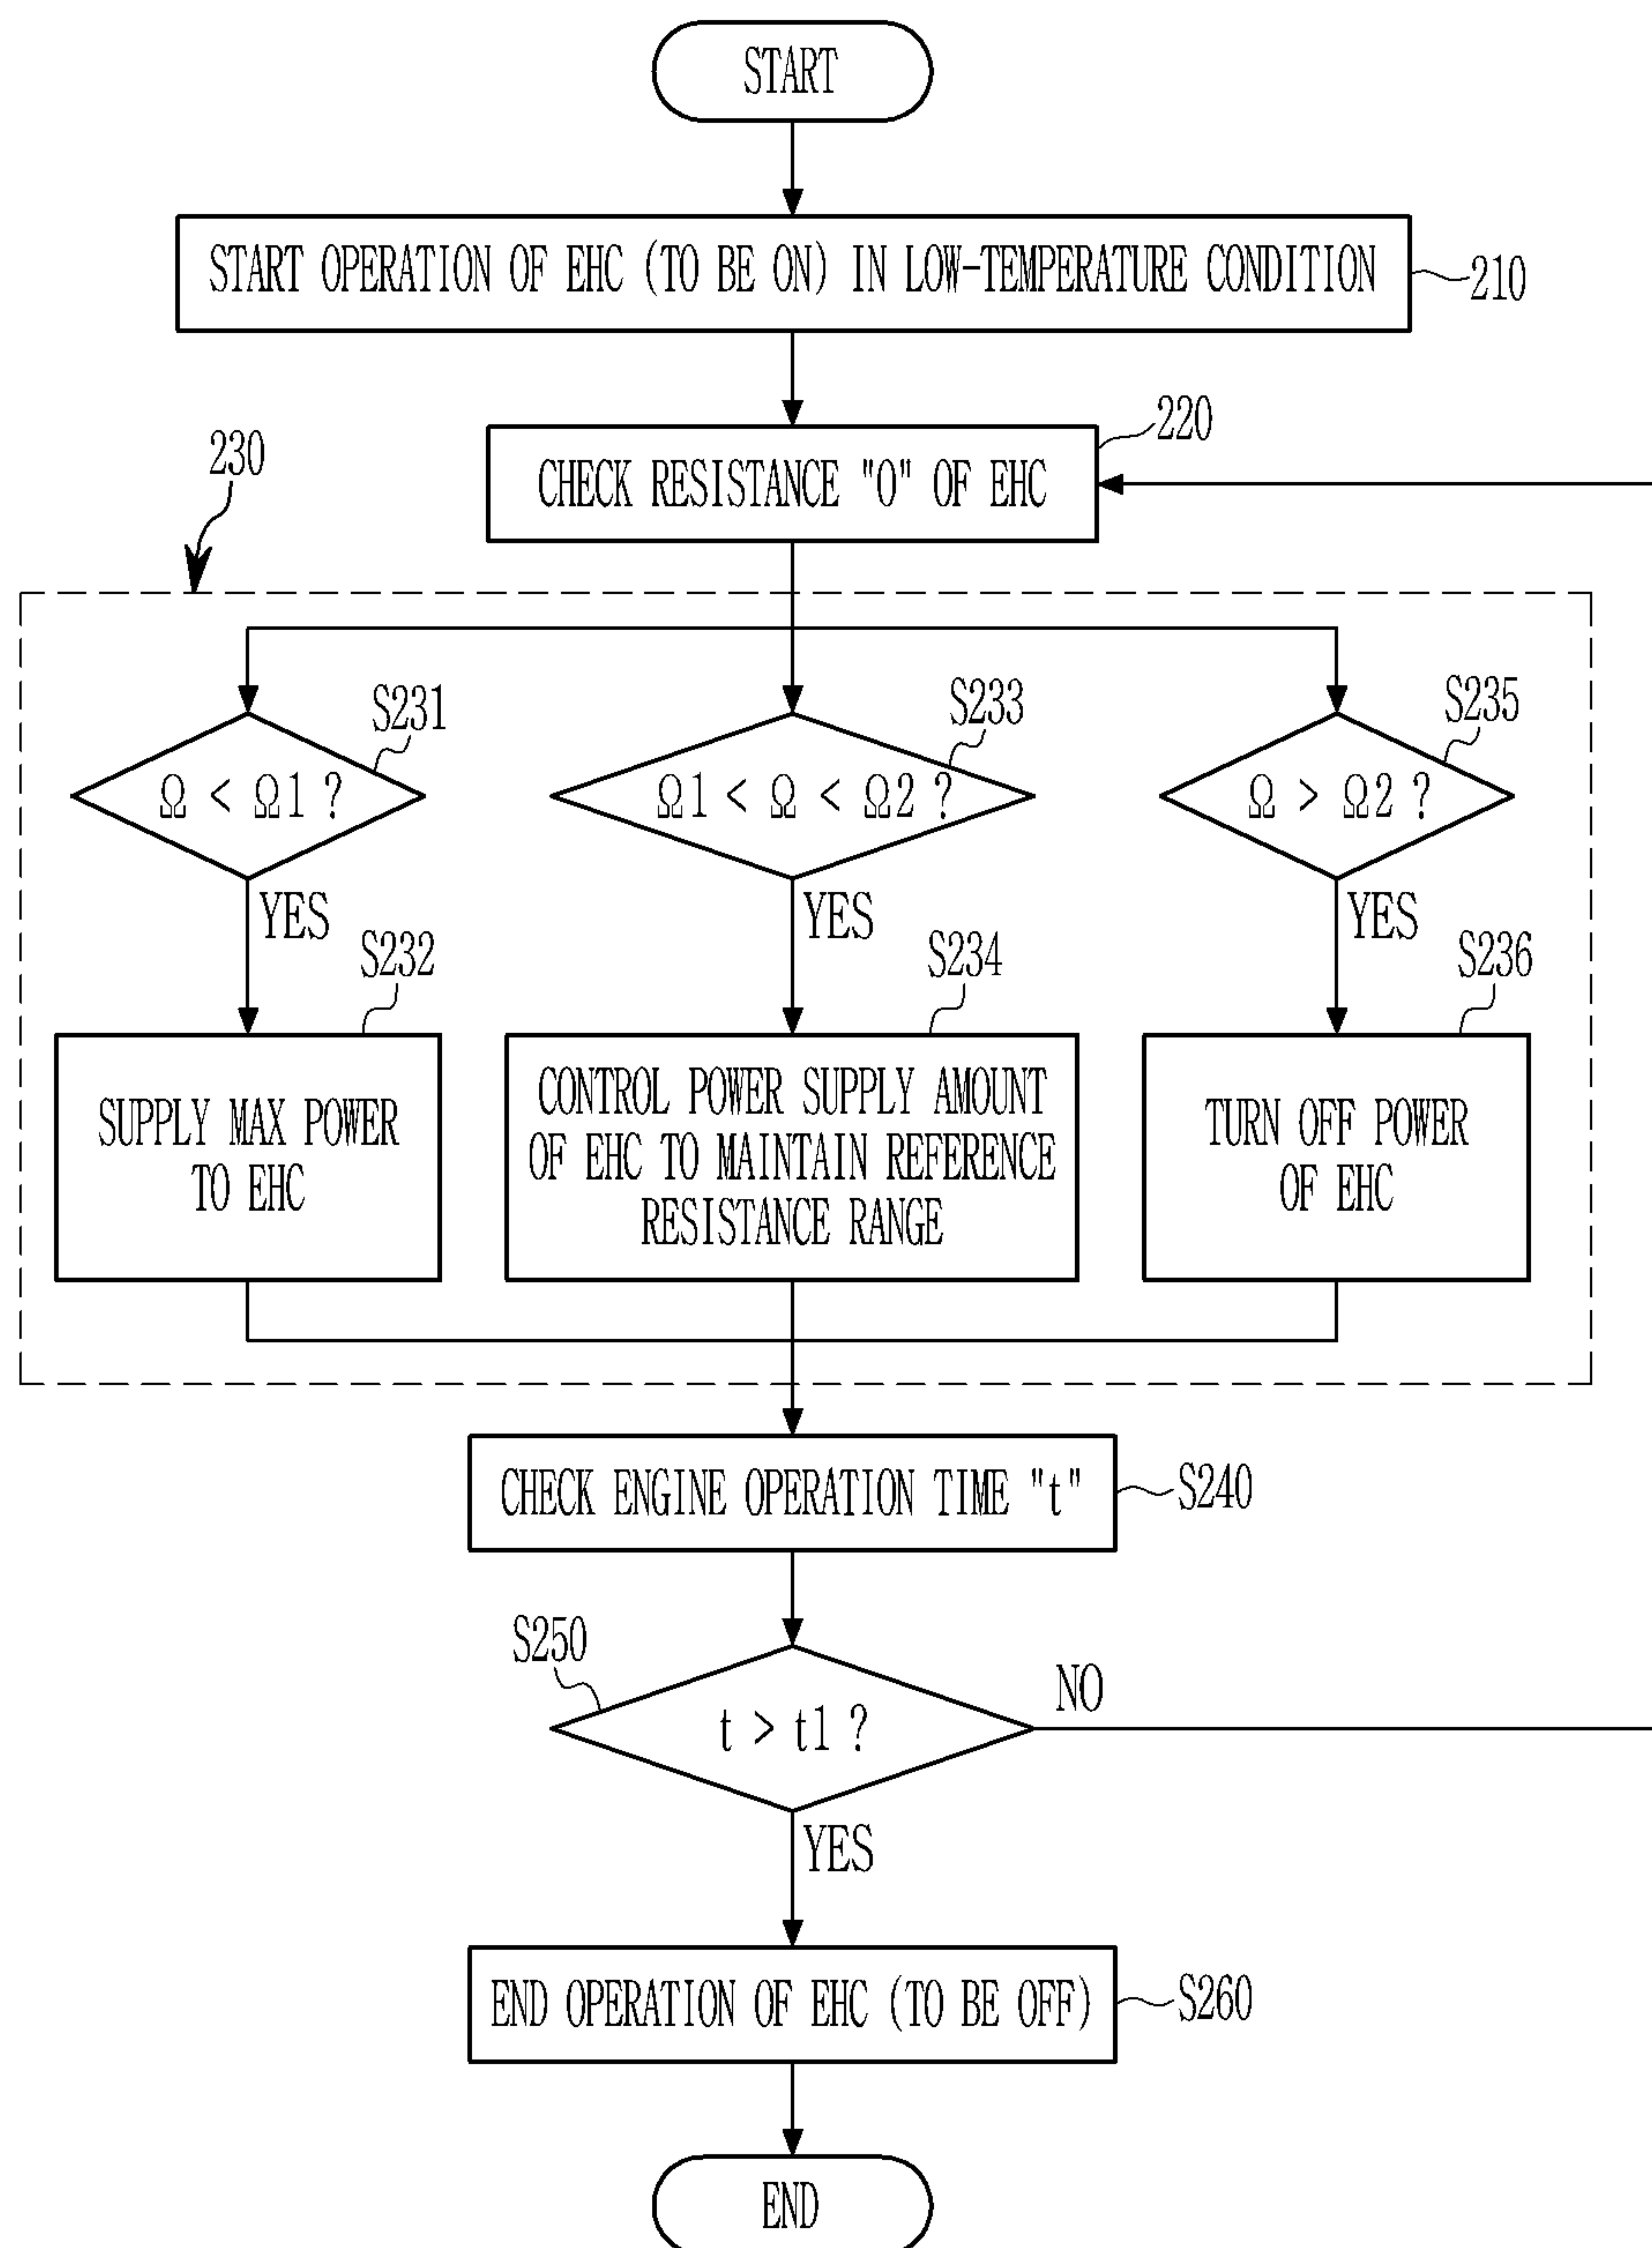 START
START OPERATION OF EHC (TO BE ON) IN LOW-TEMPERATURE CONDITION
210
220
CHECK RESISTANCE "O" OF EHC
230
S231
S233
S235
Ω < Ω1 ?
Ω1 < Ω < Ω2 ?
Ω > Ω2 ?
YES
YES
YES
S232
S234
S236
SUPPLY MAX POWER
TO EHC
CONTROL POWER SUPPLY AMOUNT
OF EHC TO MAINTAIN REFERENCE
RESISTANCE RANGE
TURN OFF POWER
OF EHC
CHECK ENGINE OPERATION TIME "t"
S240
S250
t > t1 ?
NO
YES
END OPERATION OF EHC (TO BE OFF)
S260
END